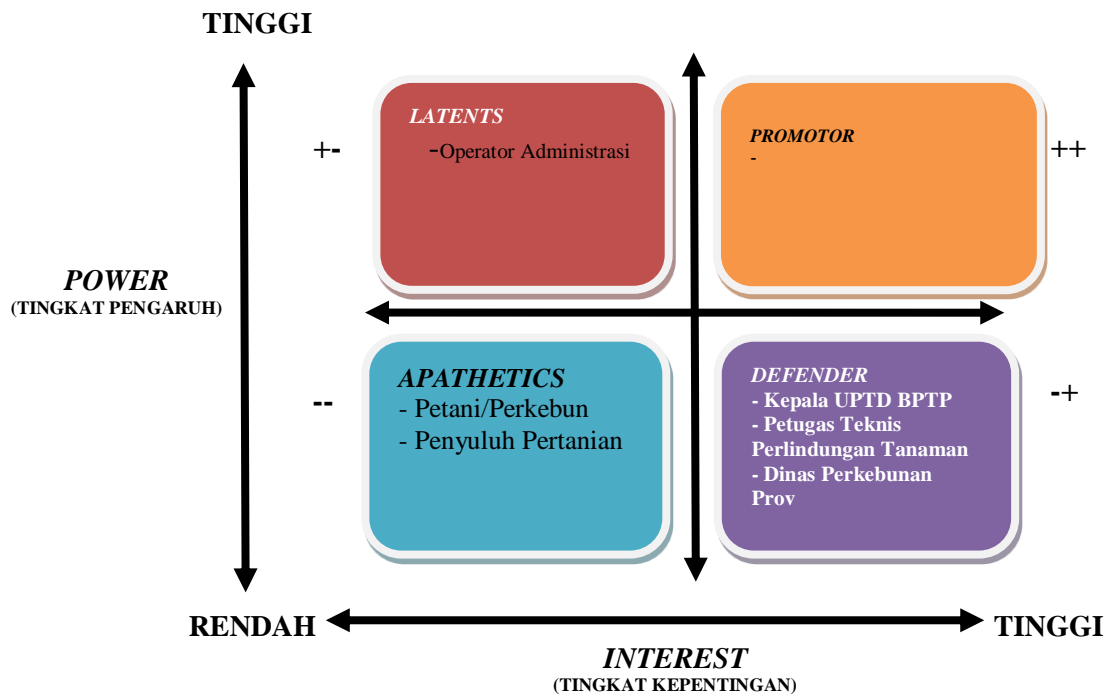 TINGGI
LATENTS
-Operator Administrasi
PROMOTOR
-
+-
++
POWER
(TINGKAT PENGARUH)
APATHETICS
- Petani/Perkebun
- Penyuluh Pertanian
DEFENDER
- Kepala UPTD BPTP
- Petugas Teknis
Perlindungan Tanaman
- Dinas Perkebunan
Prov
--
-+
RENDAH
TINGGI
INTEREST
(TINGKAT KEPENTINGAN)